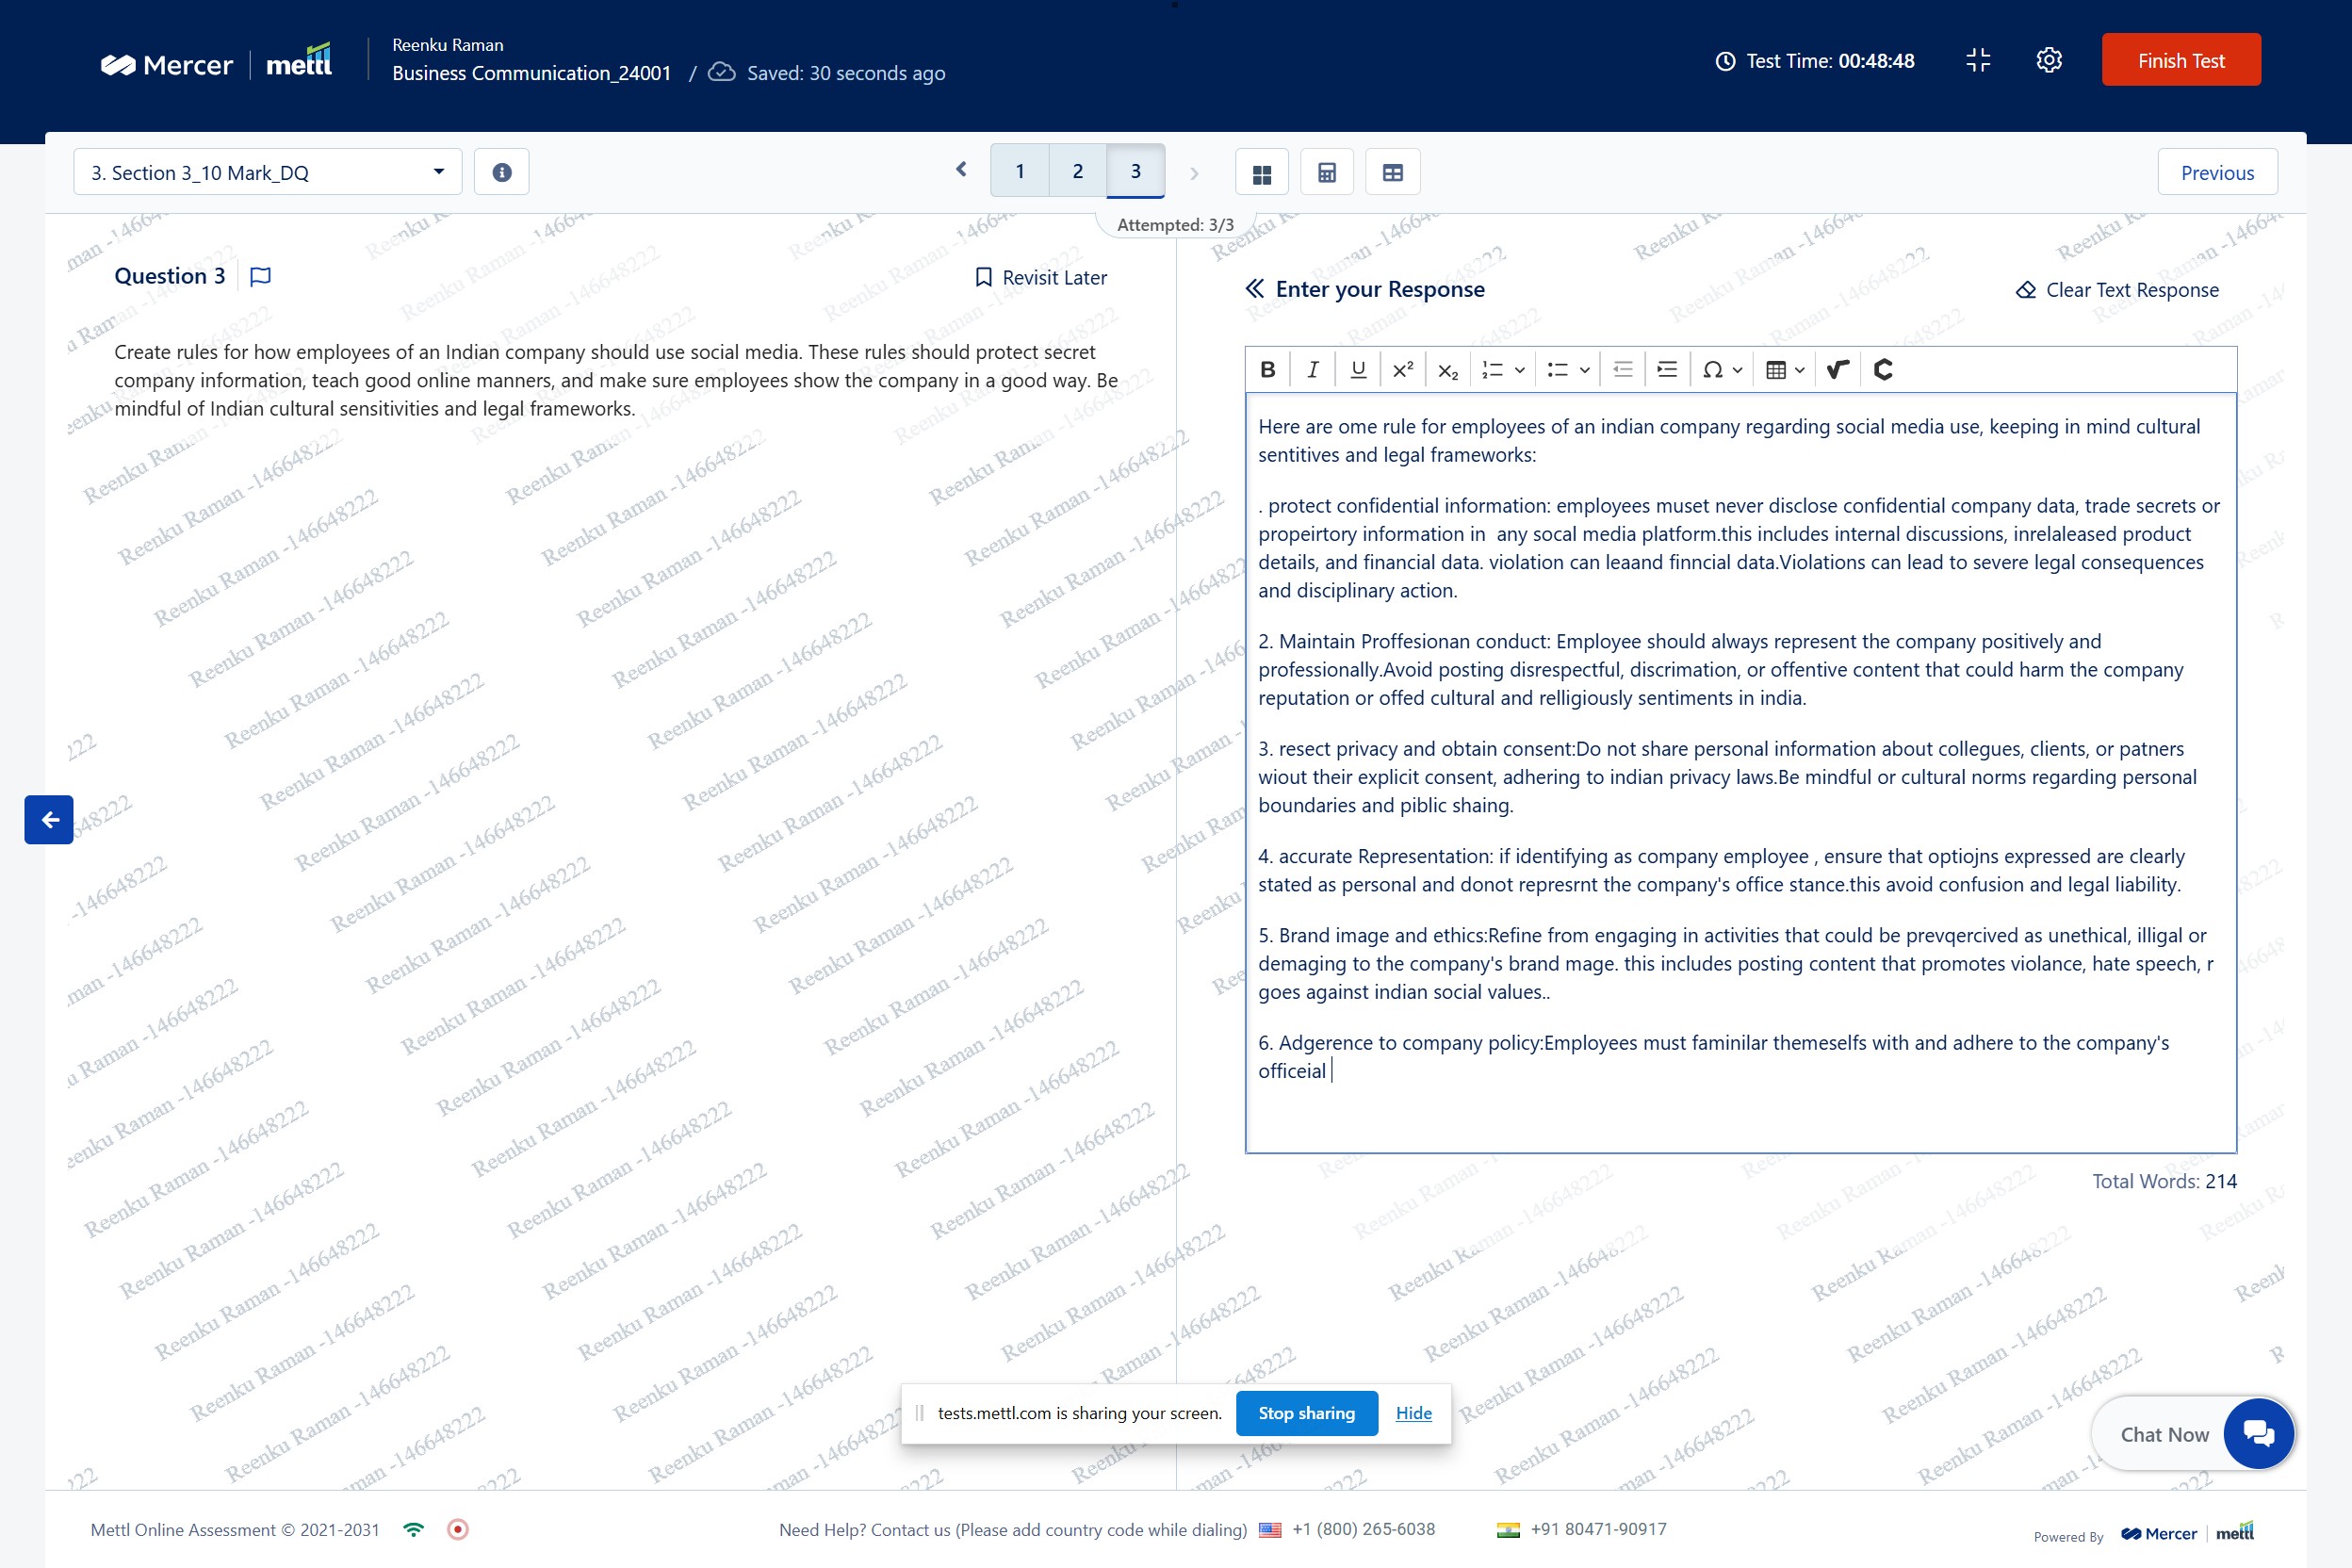 Mercer | mettl
Reenku Raman
Business Communication_24001 / Saved: 30 seconds ago
Test Time: 00:48:48
Finish Test
3. Section 3_10 Mark_DQ
1 2 3
Previous
Attempted: 3/3
Question 3
Revisit Later
Create rules for how employees of an Indian company should use social media. These rules should protect secret
company information, teach good online manners, and make sure employees show the company in a good way. Be
mindful of Indian cultural sensitivities and legal frameworks.
Enter your Response
Clear Text Response
B I U x² x₂ Ω
Here are ome rule for employees of an indian company regarding social media use, keeping in mind cultural
sentitives and legal frameworks:
. protect confidential information: employees muset never disclose confidential company data, trade secrets or
propeirtory information in  any socal media platform.this includes internal discussions, inrelaleased product
details, and financial data. violation can leaand finncial data.Violations can lead to severe legal consequences
and disciplinary action.
2. Maintain Proffesionan conduct: Employee should always represent the company positively and
professionally.Avoid posting disrespectful, discrimation, or offentive content that could harm the company
reputation or offed cultural and relligiously sentiments in india.
3. resect privacy and obtain consent:Do not share personal information about collegues, clients, or patners
wiout their explicit consent, adhering to indian privacy laws.Be mindful or cultural norms regarding personal
boundaries and piblic shaing.
4. accurate Representation: if identifying as company employee , ensure that optiojns expressed are clearly
stated as personal and donot represrnt the company's office stance.this avoid confusion and legal liability.
5. Brand image and ethics:Refine from engaging in activities that could be prevqercived as unethical, illigal or
demaging to the company's brand mage. this includes posting content that promotes violance, hate speech, r
goes against indian social values..
6. Adgerence to company policy:Employees must faminilar themeselfs with and adhere to the company's
officeial
Total Words: 214
Reenku Raman -146648222
tests.mettl.com is sharing your screen.
Stop sharing
Hide
Chat Now
Mettl Online Assessment © 2021-2031
Need Help? Contact us (Please add country code while dialing) +1 (800) 265-6038 +91 80471-90917
Powered By Mercer | mettl